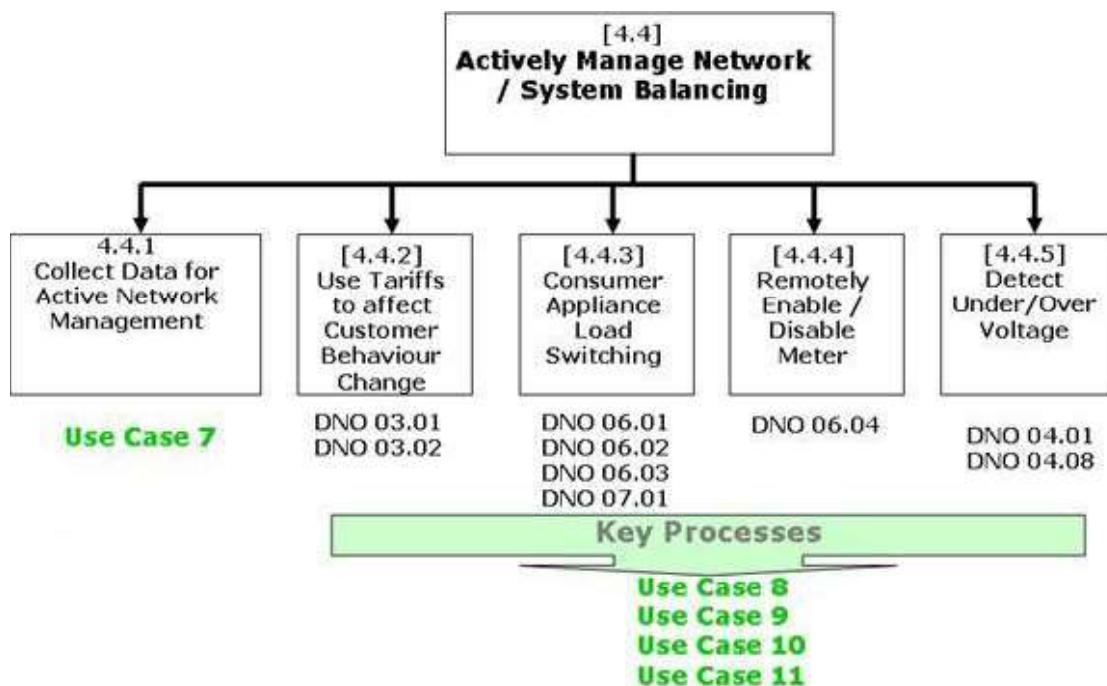 [4.4]
Actively Manage Network
/ System Balancing
4.4.1
Collect Data for
Active Network
Management
[4.4.2]
Use Tariffs
to affect
Customer
Behaviour
Change
[4.4.3]
Consumer
Appliance
Load
Switching
[4.4.4]
Remotely
Enable /
Disable
Meter
[4.4.5]
Detect
Under/Over
Voltage
Use Case 7
DNO 03.01
DNO 03.02
DNO 06.01
DNO 06.02
DNO 06.03
DNO 07.01
DNO 06.04
DNO 04.01
DNO 04.08
Key Processes
Use Case 8
Use Case 9
Use Case 10
Use Case 11